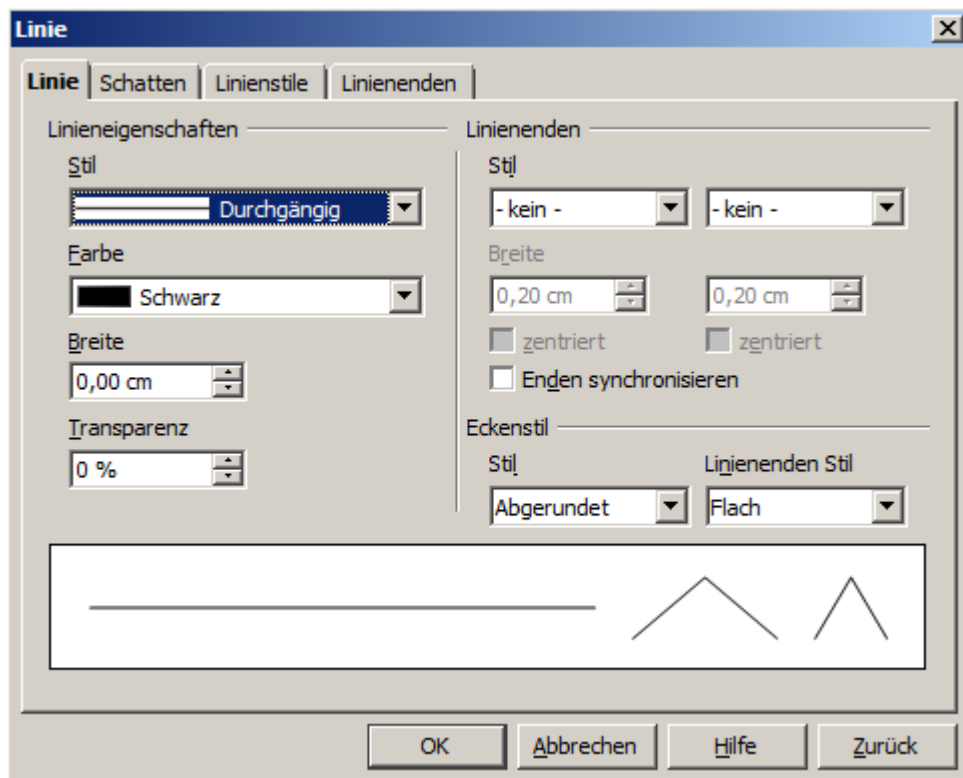 Linie
Linie Schatten Linienstile Linienenden
Linieneigenschaften
Stil
Durchgängig
Farbe
Schwarz
Breite
0,00 cm
Transparenz
0 %
Linienenden
Stil
- kein - - kein -
Breite
0,20 cm 0,20 cm
zentriert zentriert
Enden synchronisieren
Eckenstil
Stil Linienenden Stil
Abgerundet Flach
OK Abbrechen Hilfe Zurück